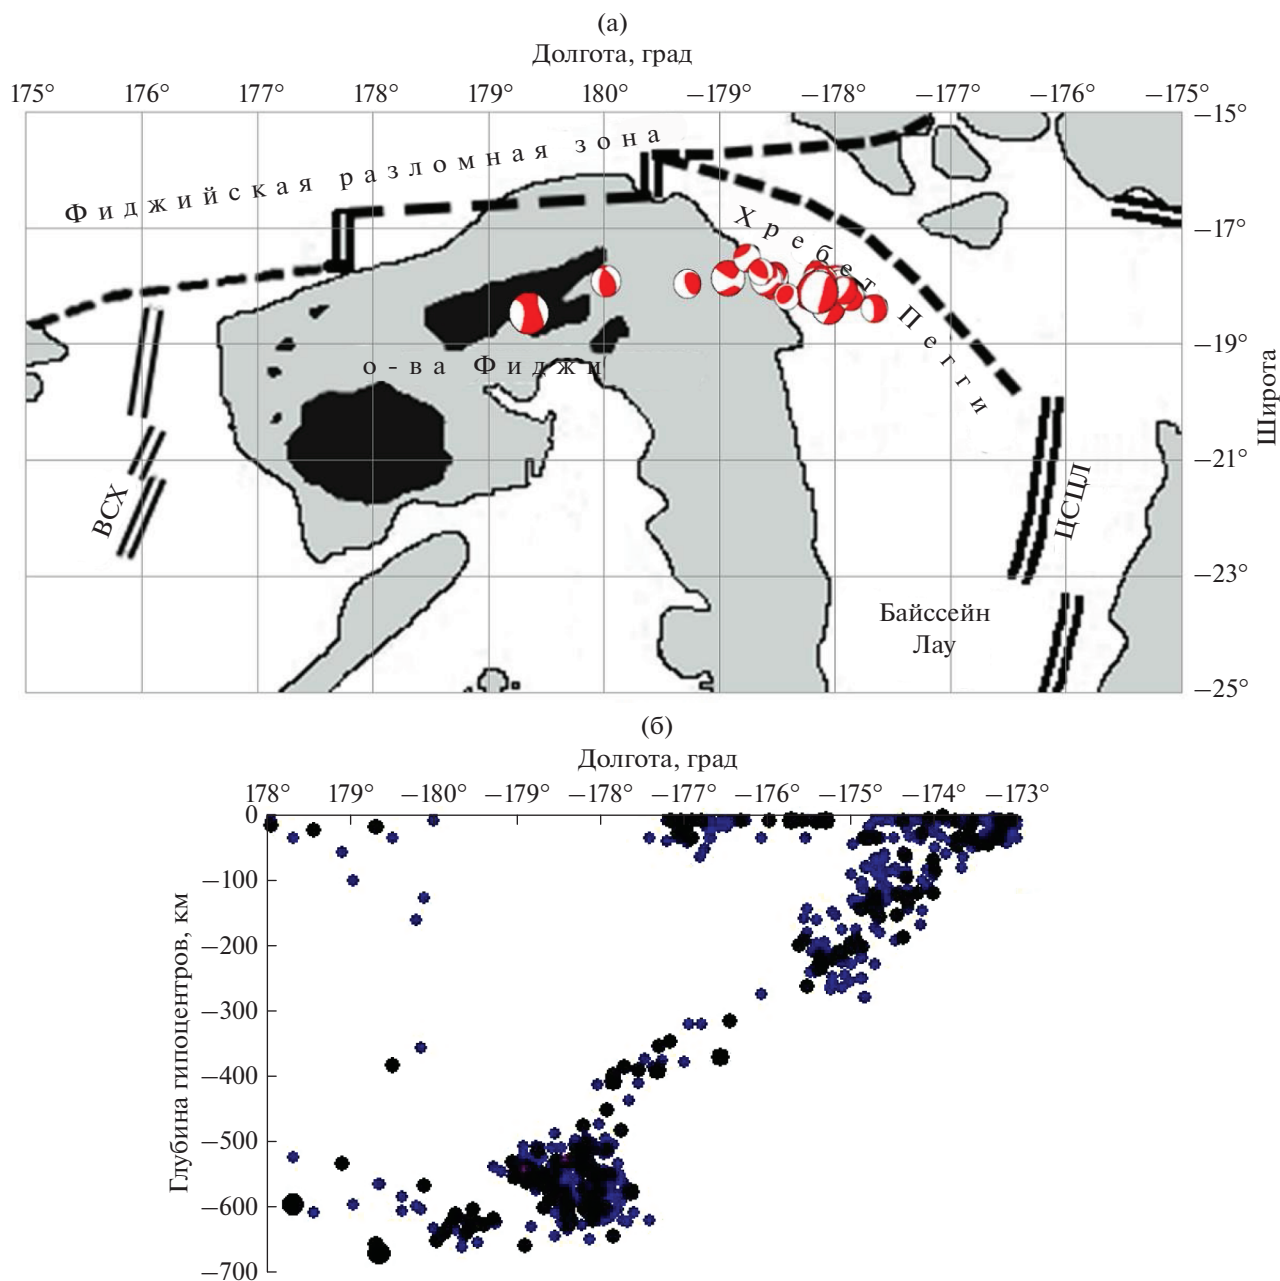 (а)
Долгота, град
175° 176° 177° 178° 179° 180° −179° −178° −177° −176° −175°
−15°
Фиджийская разломная зона
−17°
Хребет Пегги
−19°
о-ва Фиджи
Широта
−21°
ВСХ
ЦСЦЛ
−23°
Байссейн
Лау
−25°
(б)
Долгота, град
178° 179° −180° −179° −178° −177° −176° −175° −174° −173°
0
−100
−200
−300
−400
−500
−600
−700
Глубина гипоцентров, км